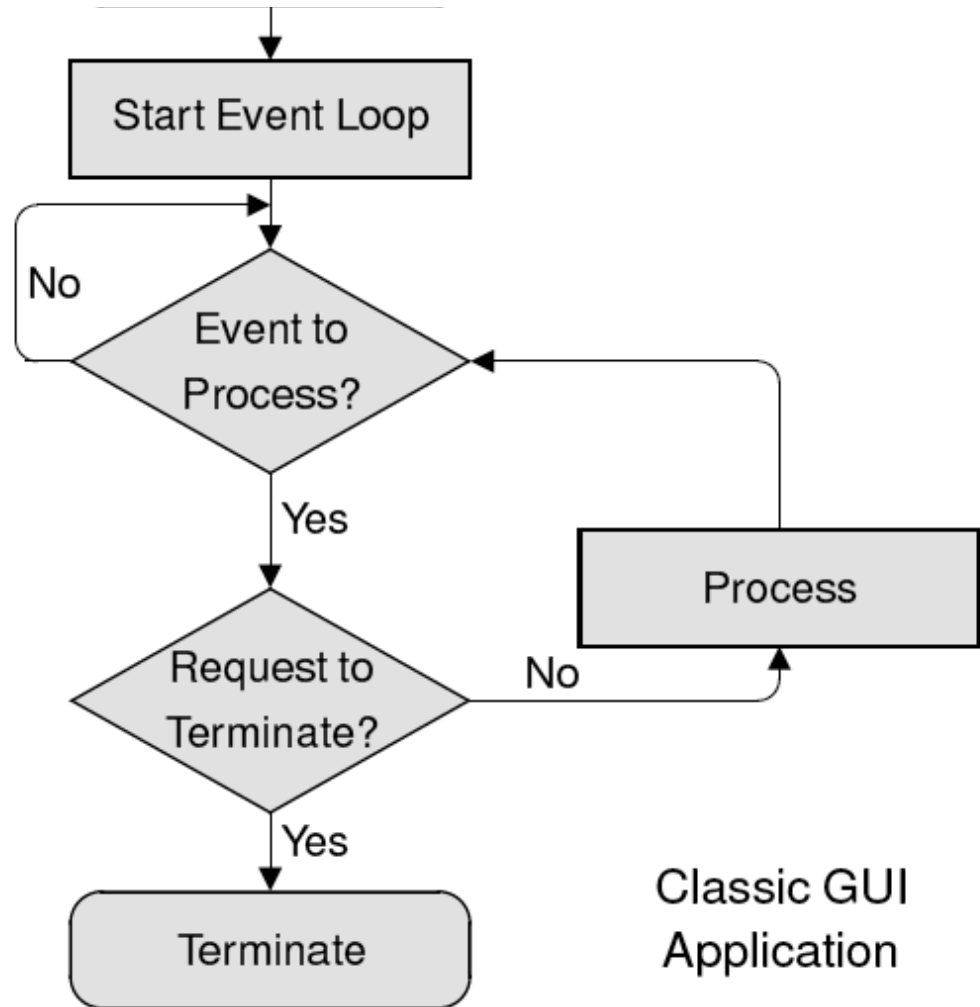 Start Event Loop
No
Event to
Process?
Yes
Process
Request to
Terminate?
No
Yes
Terminate
Classic GUI
Application